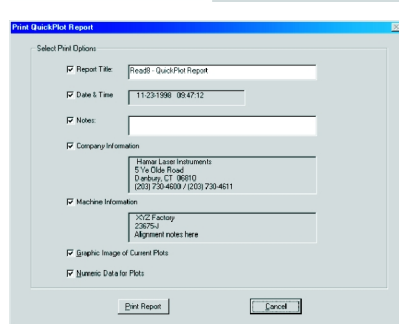 Print QuickPlot Report
Select Print Options
Report Title: Read8 - QuickPlot Report
Date & Time 11-23-1998 09:47:12
Notes:
Company Information
Hamar Laser Instruments
5 Ye Olde Road
Danbury, CT 06810
(203) 730-4600 / (203) 730-4611
Machine Information
XYZ Factory
23675-J
Alignment notes here
Graphic Image of Current Plots
Numeric Data for Plots
Print Report Cancel